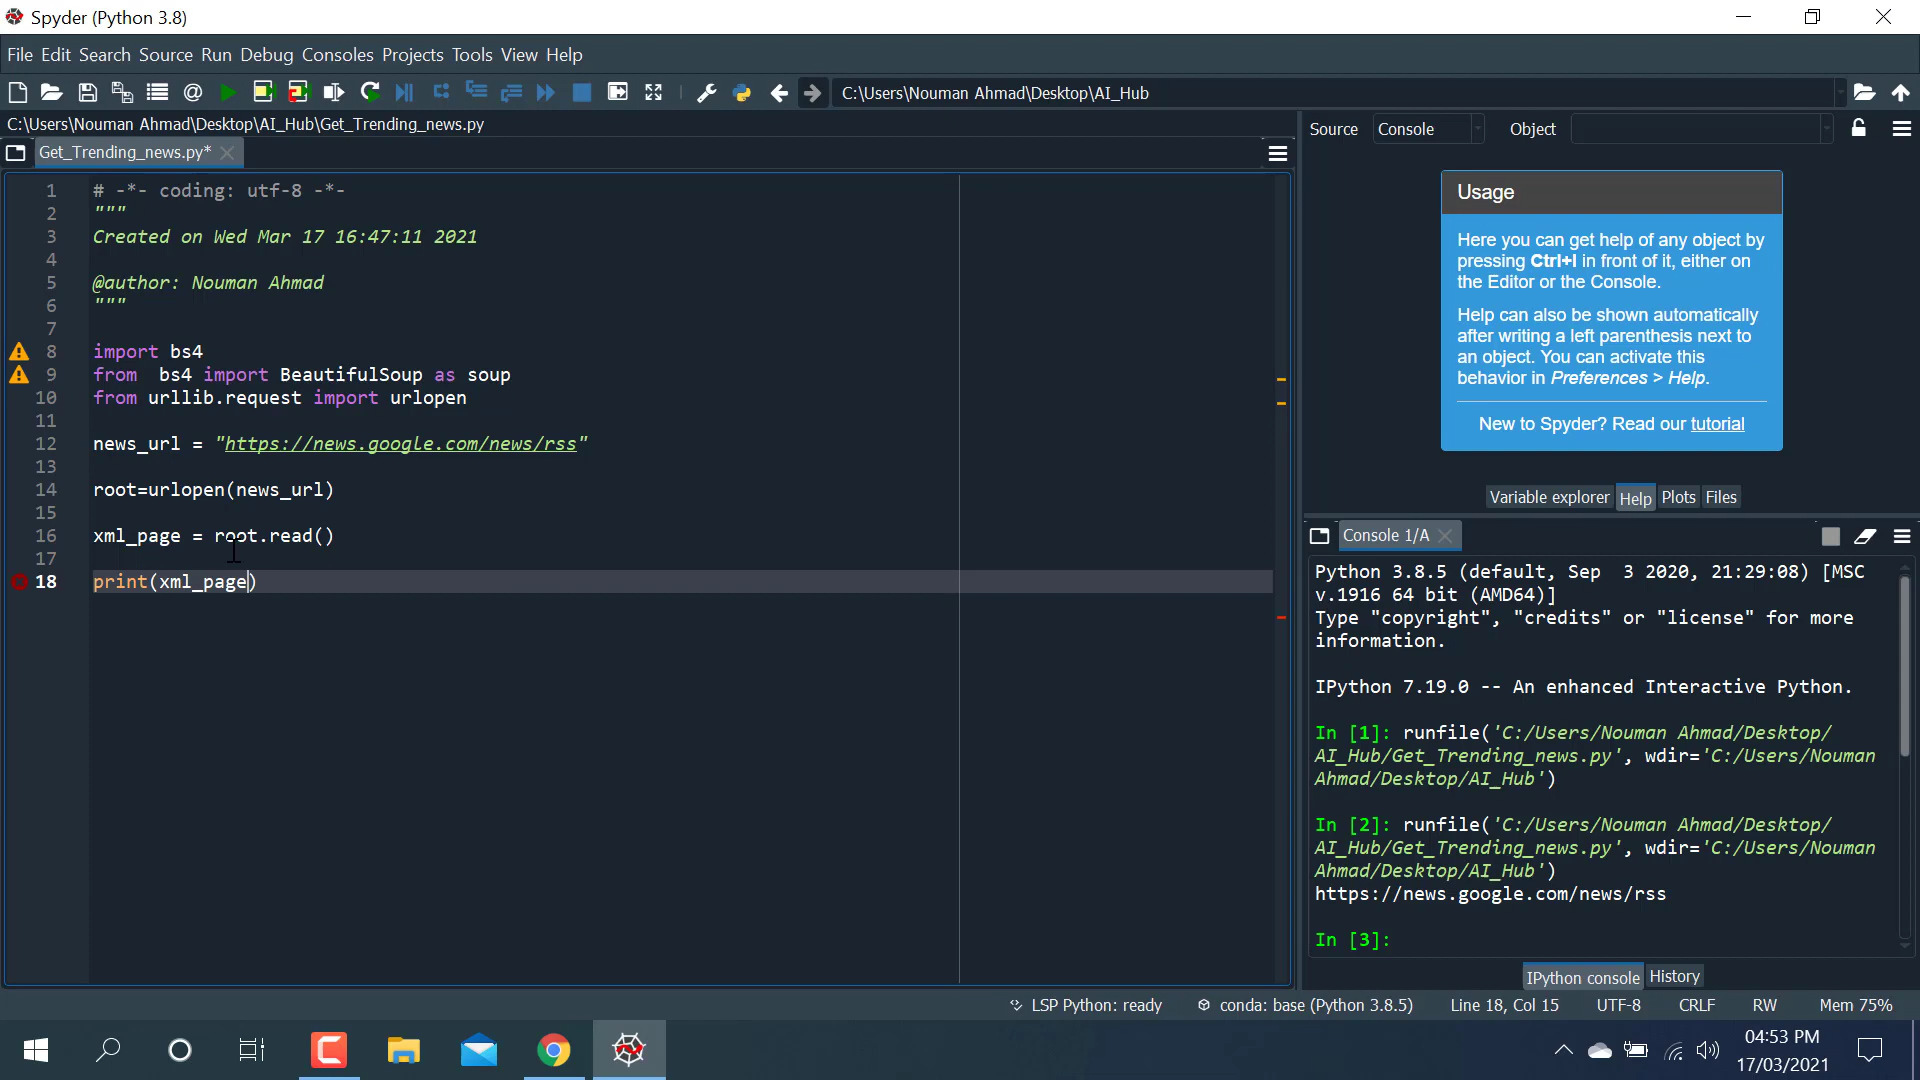 Spyder (Python 3.8)
File Edit Search Source Run Debug Consoles Projects Tools View Help
C:\Users\Nouman Ahmad\Desktop\AI_Hub
C:\Users\Nouman Ahmad\Desktop\AI_Hub\Get_Trending_news.py
Get_Trending_news.py*
1 # -*- coding: utf-8 -*-
2 """
3 Created on Wed Mar 17 16:47:11 2021
4
5 @author: Nouman Ahmad
6 """
7
8 import bs4
9 from  bs4 import BeautifulSoup as soup
10 from urllib.request import urlopen
11
12 news_url = "https://news.google.com/news/rss"
13
14 root=urlopen(news_url)
15
16 xml_page = root.read()
17
18 print(xml_page)
Source Console Object
Usage
Here you can get help of any object by
pressing Ctrl+I in front of it, either on
the Editor or the Console.
Help can also be shown automatically
after writing a left parenthesis next to
an object. You can activate this
behavior in Preferences > Help.
New to Spyder? Read our tutorial
Variable explorer Help Plots Files
Console 1/A
Python 3.8.5 (default, Sep  3 2020, 21:29:08) [MSC
v.1916 64 bit (AMD64)]
Type "copyright", "credits" or "license" for more
information.
IPython 7.19.0 -- An enhanced Interactive Python.
In [1]: runfile('C:/Users/Nouman Ahmad/Desktop/
AI_Hub/Get_Trending_news.py', wdir='C:/Users/Nouman
Ahmad/Desktop/AI_Hub')
In [2]: runfile('C:/Users/Nouman Ahmad/Desktop/
AI_Hub/Get_Trending_news.py', wdir='C:/Users/Nouman
Ahmad/Desktop/AI_Hub')
https://news.google.com/news/rss
In [3]:
IPython console History
LSP Python: ready conda: base (Python 3.8.5) Line 18, Col 15 UTF-8 CRLF RW Mem 75%
04:53 PM
17/03/2021